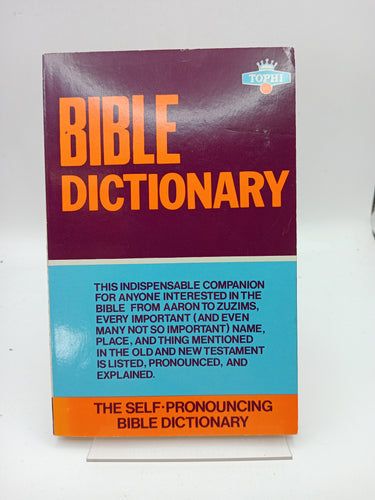 TOPHI
BIBLE
DICTIONARY
THIS INDISPENSABLE COMPANION
FOR ANYONE INTERESTED IN THE
BIBLE FROM AARON TO ZUZIMS,
EVERY IMPORTANT (AND EVEN
MANY NOT SO IMPORTANT) NAME,
PLACE, AND THING MENTIONED
IN THE OLD AND NEW TESTAMENT
IS LISTED, PRONOUNCED, AND
EXPLAINED.
THE SELF-PRONOUNCING
BIBLE DICTIONARY